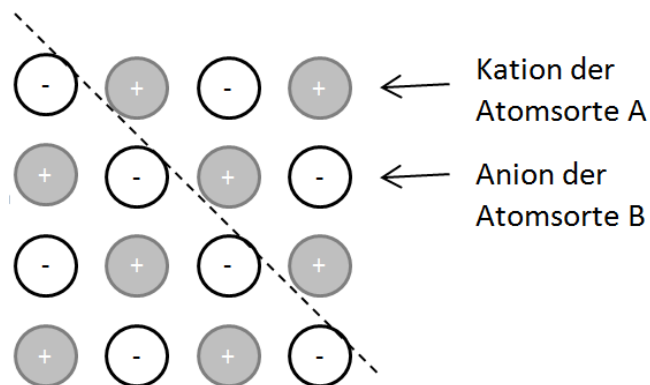 - + - +
Kation der
Atomsorte A
+ - + -
Anion der
Atomsorte B
- + - +
+ - + -